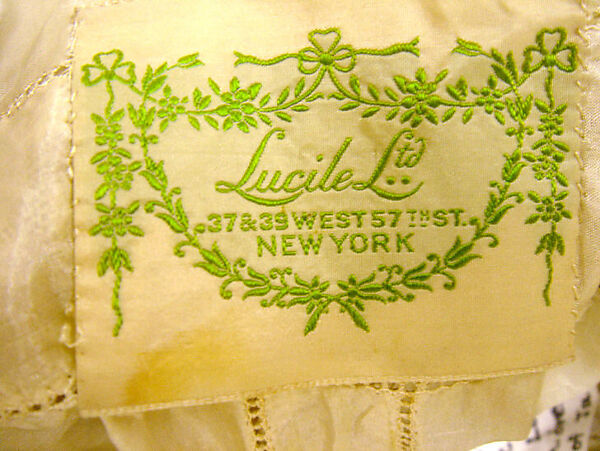 Lucile Ltd
37 & 39 WEST 57TH ST.
NEW YORK